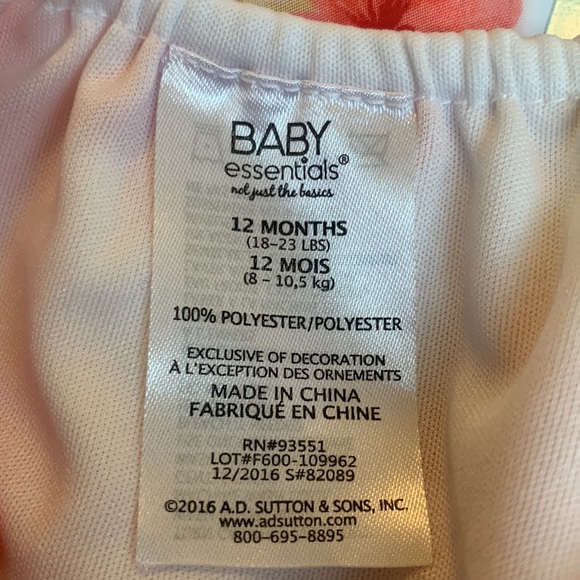 BABY
essentials®
not just the basics
12 MONTHS
(18–23 LBS)
12 MOIS
(8 – 10,5 kg)
100% POLYESTER/POLYESTER
EXCLUSIVE OF DECORATION
À L'EXCEPTION DES ORNEMENTS
MADE IN CHINA
FABRIQUÉ EN CHINE
RN#93551
LOT#F600-109962
12/2016 S#82089
©2016 A.D. SUTTON & SONS, INC.
www.adsutton.com
800-695-8895